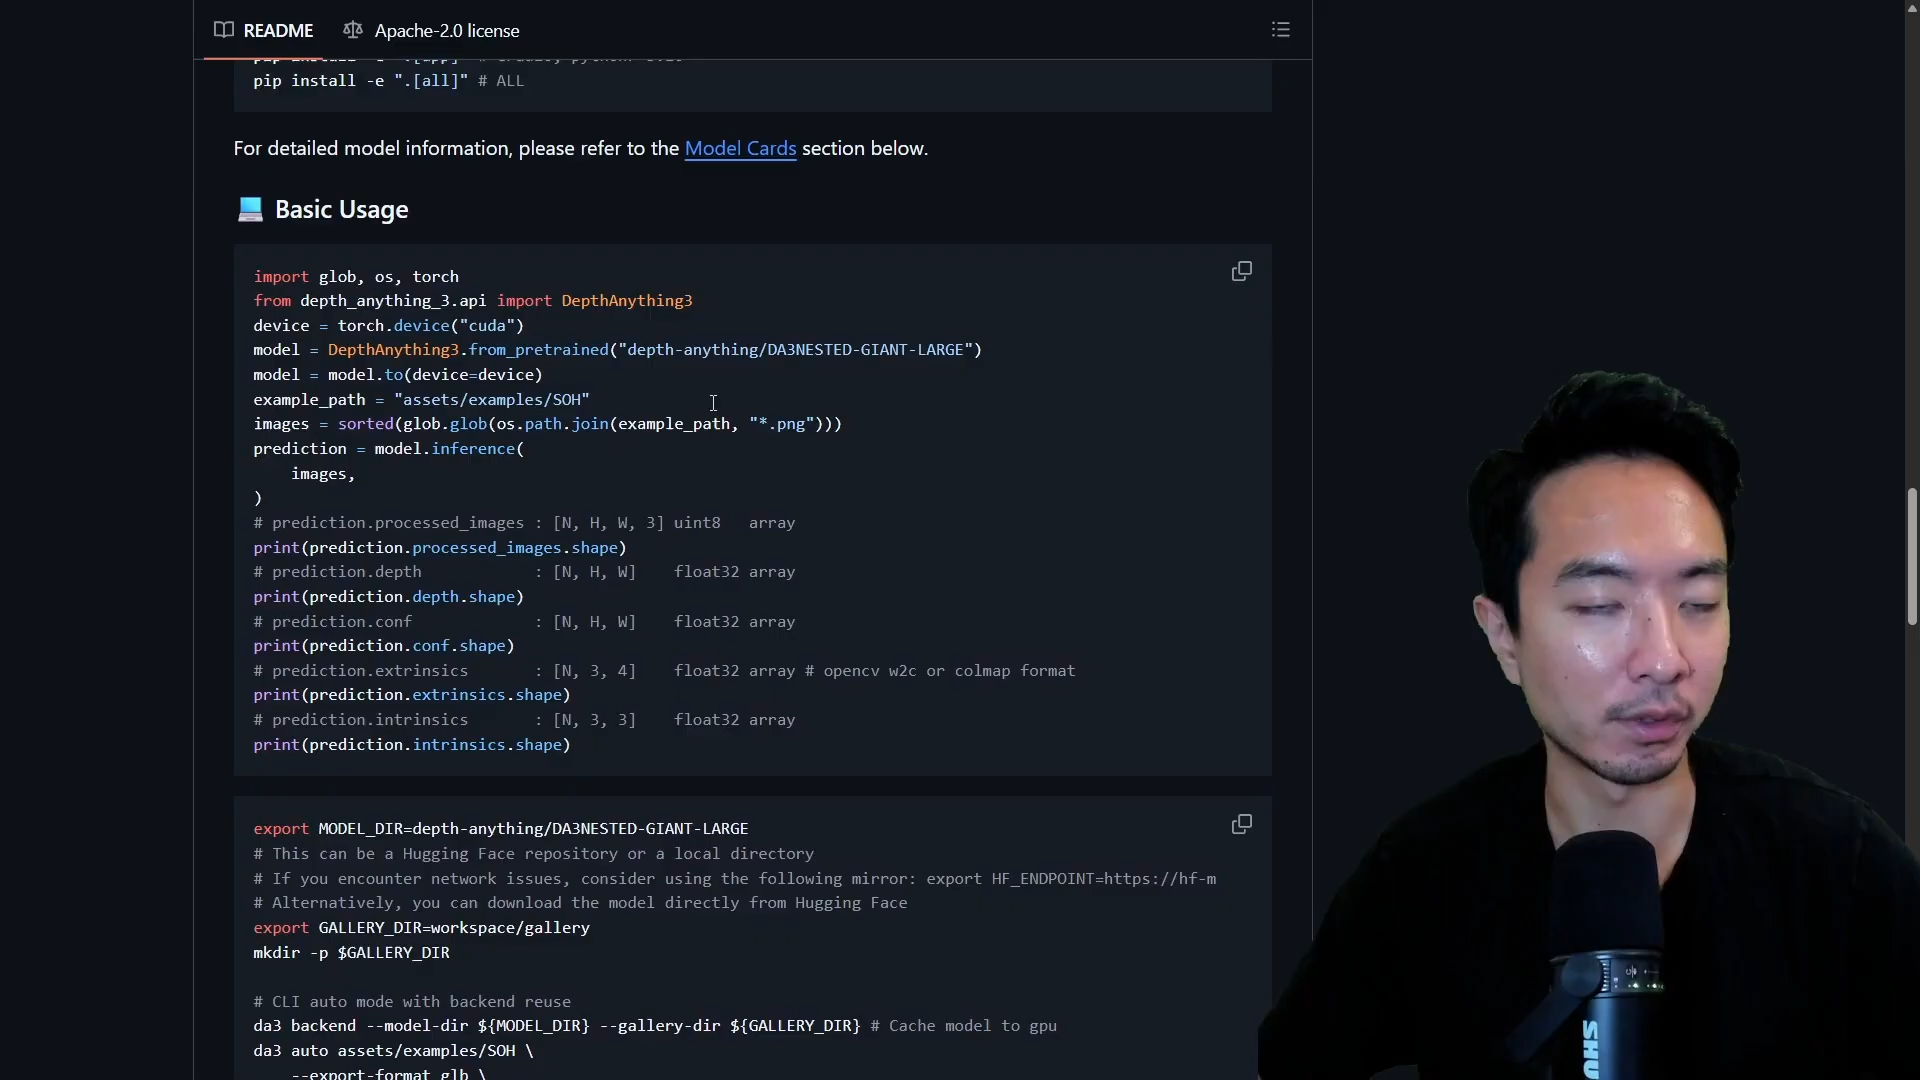 README
Apache-2.0 license
pip install -e ".[all]" # ALL
For detailed model information, please refer to the Model Cards section below.
💻 Basic Usage
import glob, os, torch
from depth_anything_3.api import DepthAnything3
device = torch.device("cuda")
model = DepthAnything3.from_pretrained("depth-anything/DA3NESTED-GIANT-LARGE")
model = model.to(device=device)
example_path = "assets/examples/SOH"
images = sorted(glob.glob(os.path.join(example_path, "*.png")))
prediction = model.inference(
    images,
)
# prediction.processed_images : [N, H, W, 3] uint8   array
print(prediction.processed_images.shape)
# prediction.depth            : [N, H, W]    float32 array
print(prediction.depth.shape)
# prediction.conf             : [N, H, W]    float32 array
print(prediction.conf.shape)
# prediction.extrinsics       : [N, 3, 4]    float32 array # opencv w2c or colmap format
print(prediction.extrinsics.shape)
# prediction.intrinsics       : [N, 3, 3]    float32 array
print(prediction.intrinsics.shape)
export MODEL_DIR=depth-anything/DA3NESTED-GIANT-LARGE
# This can be a Hugging Face repository or a local directory
# If you encounter network issues, consider using the following mirror: export HF_ENDPOINT=https://hf-m
# Alternatively, you can download the model directly from Hugging Face
export GALLERY_DIR=workspace/gallery
mkdir -p $GALLERY_DIR
# CLI auto mode with backend reuse
da3 backend --model-dir ${MODEL_DIR} --gallery-dir ${GALLERY_DIR} # Cache model to gpu
da3 auto assets/examples/SOH \
    --export-format glb \
SHU